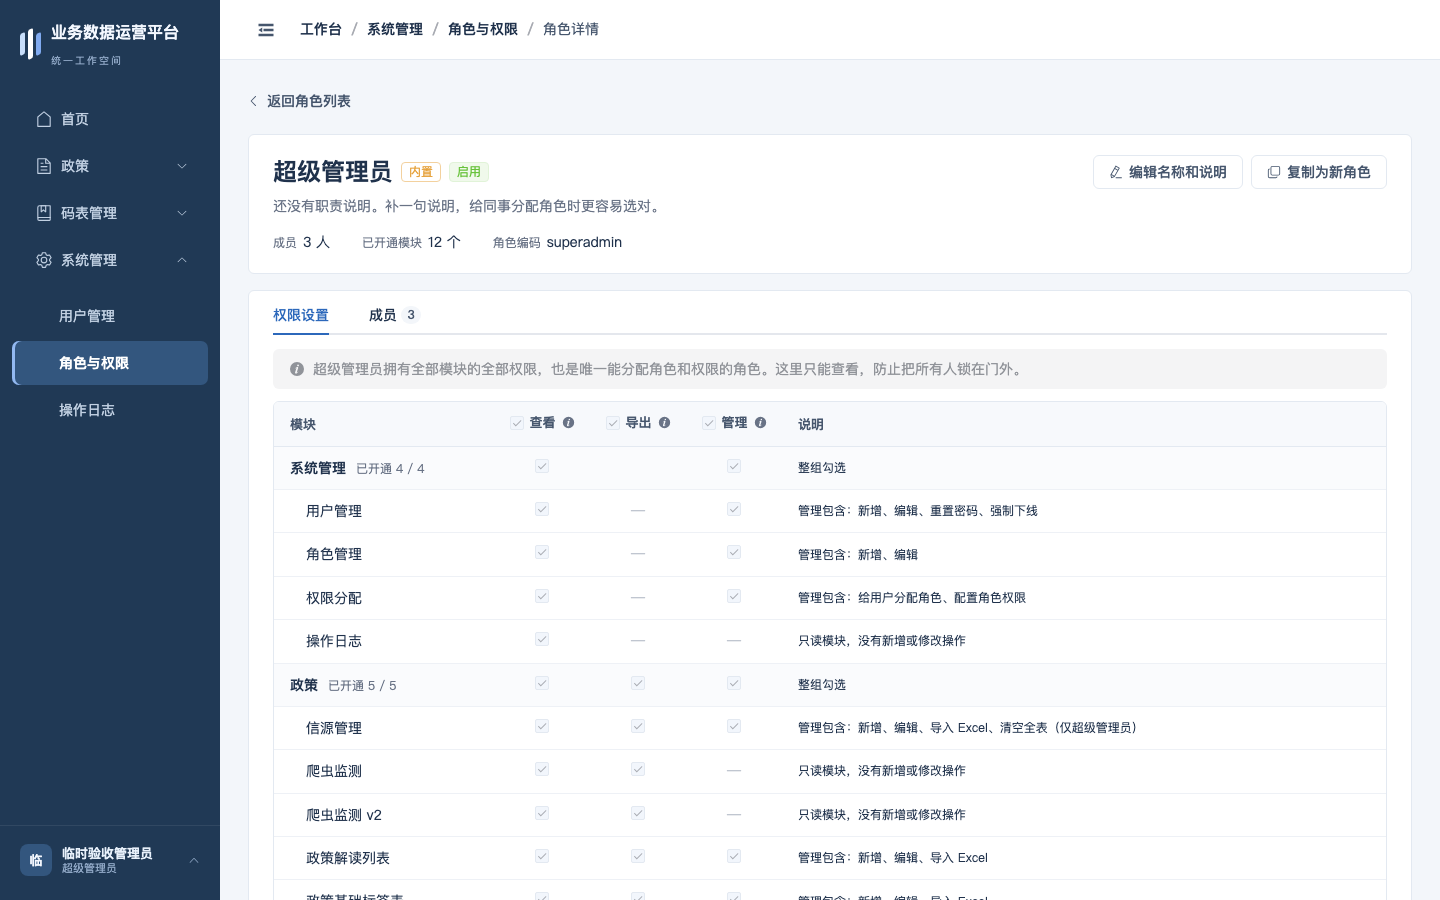 业务数据运营平台
统一工作空间
首页
政策
码表管理
系统管理
用户管理
角色与权限
操作日志
临
临时验收管理员
超级管理员
工作台 / 系统管理 / 角色与权限 / 角色详情
返回角色列表
超级管理员 内置 启用
编辑名称和说明 复制为新角色
还没有职责说明。补一句说明，给同事分配角色时更容易选对。
成员 3 人 已开通模块 12 个 角色编码 superadmin
权限设置 成员 3
超级管理员拥有全部模块的全部权限，也是唯一能分配角色和权限的角色。这里只能查看，防止把所有人锁在门外。
模块 查看 导出 管理 说明
系统管理 已开通 4 / 4 整组勾选
用户管理 — 管理包含：新增、编辑、重置密码、强制下线
角色管理 — 管理包含：新增、编辑
权限分配 — 管理包含：给用户分配角色、配置角色权限
操作日志 — — 只读模块，没有新增或修改操作
政策 已开通 5 / 5 整组勾选
信源管理 管理包含：新增、编辑、导入 Excel、清空全表（仅超级管理员）
爬虫监测 — 只读模块，没有新增或修改操作
爬虫监测 v2 — 只读模块，没有新增或修改操作
政策解读列表 管理包含：新增、编辑、导入 Excel
政策基础标签表 管理包含：新增、编辑、导入 Excel